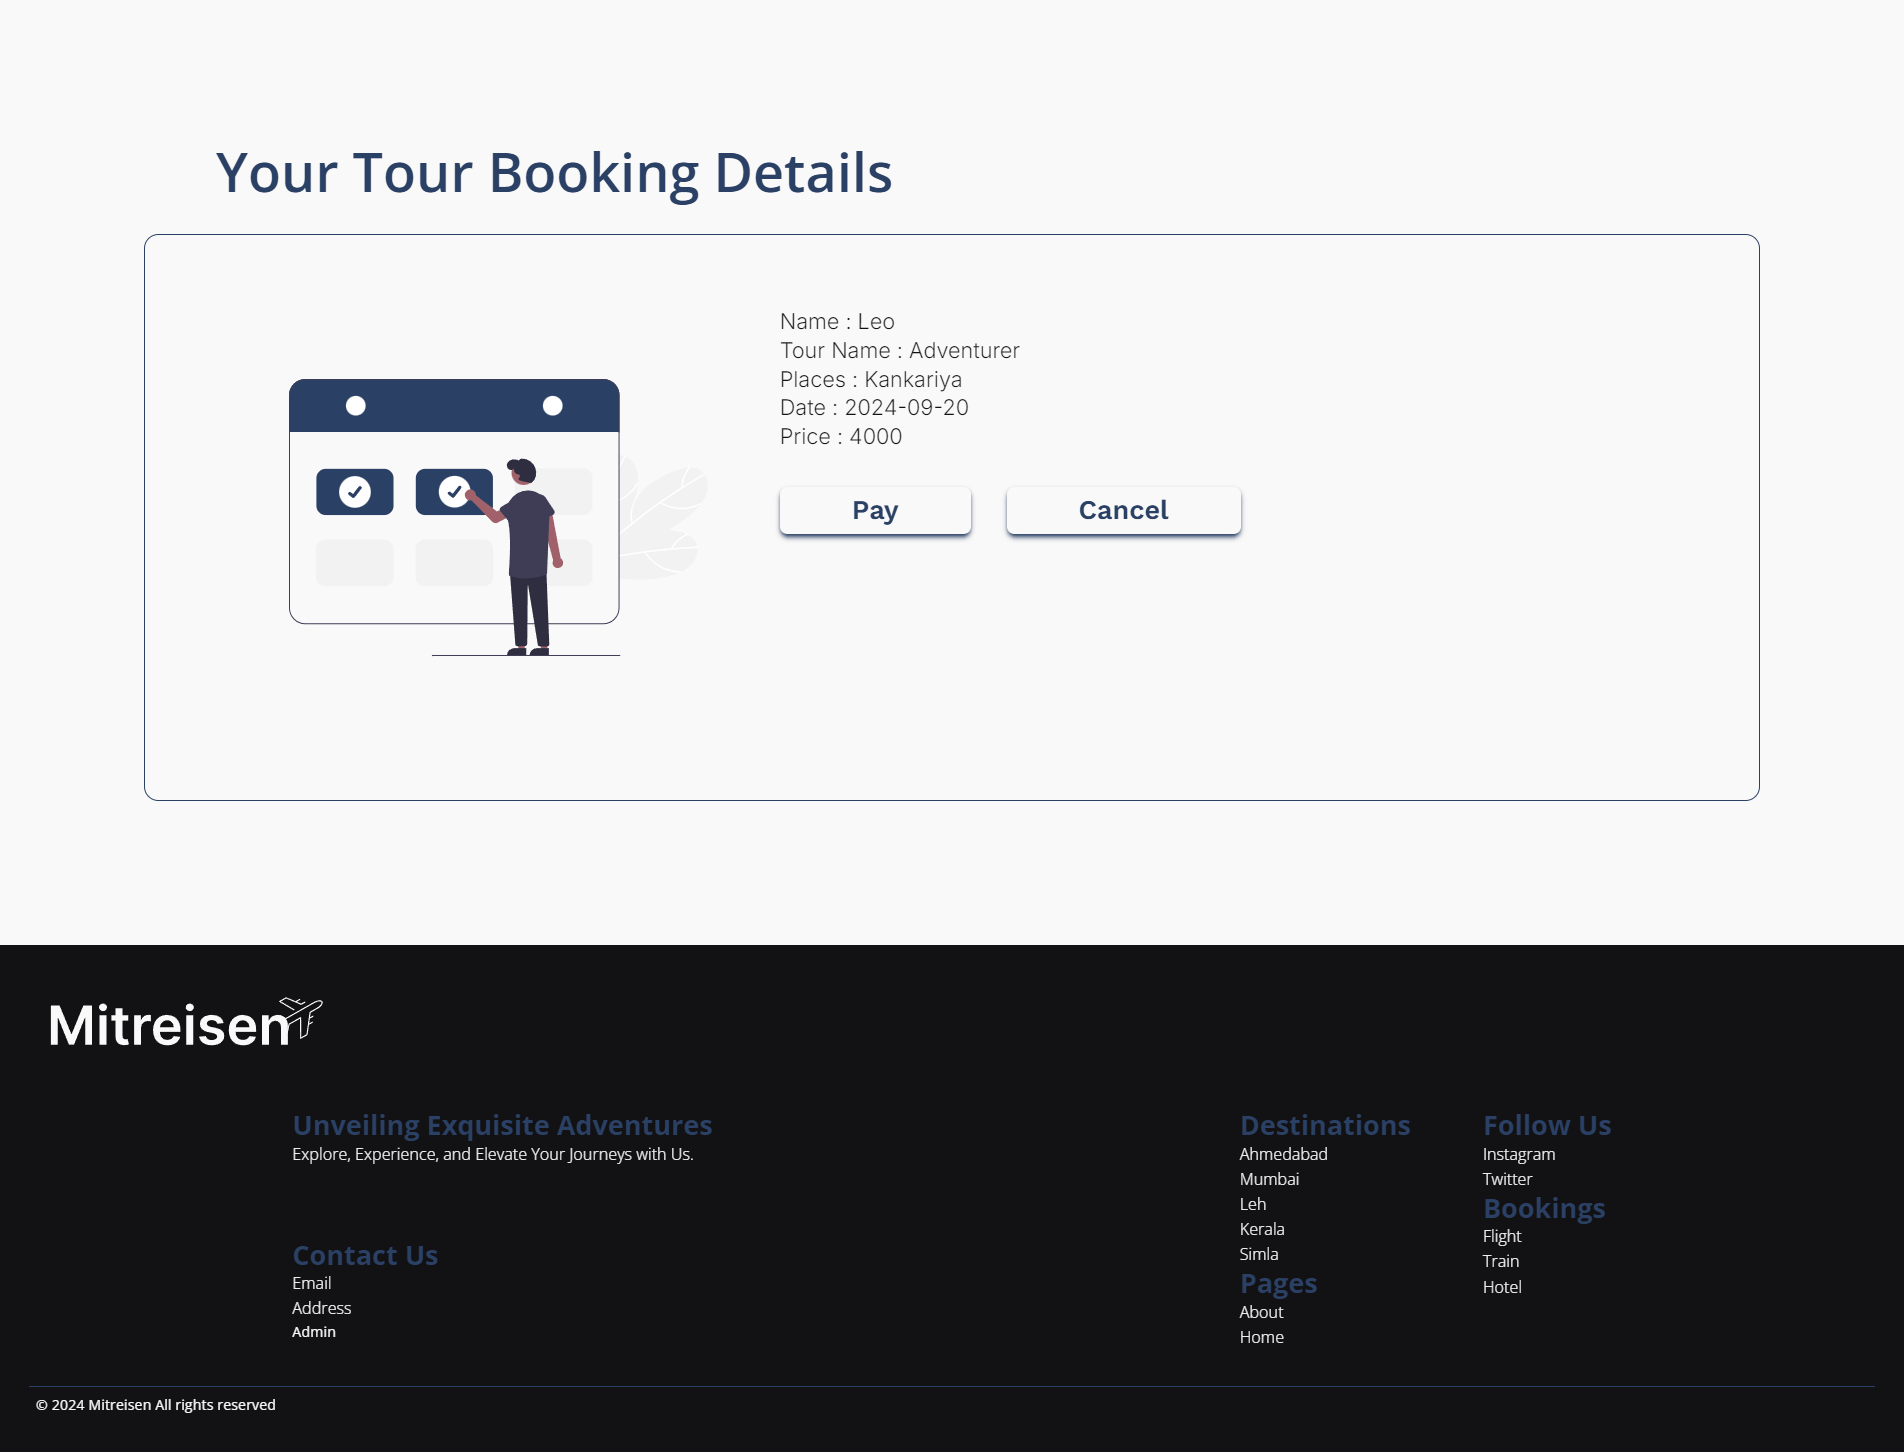 Your Tour Booking Details
Name : Leo
Tour Name : Adventurer
Places : Kankariya
Date : 2024-09-20
Price : 4000
Pay
Cancel
Mitreisen
Unveiling Exquisite Adventures
Explore, Experience, and Elevate Your Journeys with Us.
Contact Us
Email
Address
Admin
Destinations
Ahmedabad
Mumbai
Leh
Kerala
Simla
Pages
About
Home
Follow Us
Instagram
Twitter
Bookings
Flight
Train
Hotel
© 2024 Mitreisen All rights reserved